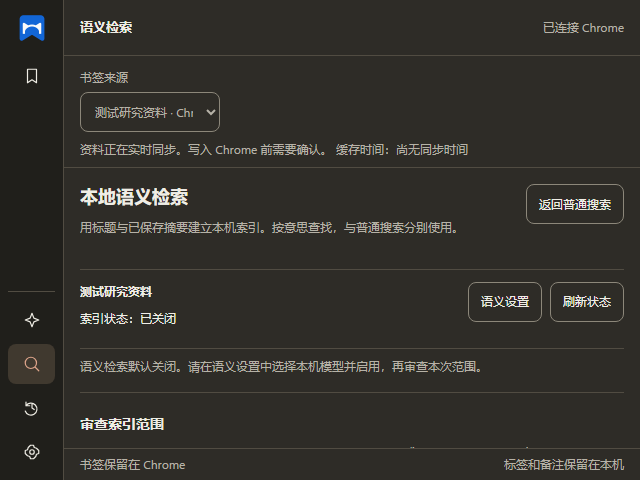 语义检索
已连接 Chrome
书签来源
测试研究资料 · Chr
资料正在实时同步。写入 Chrome 前需要确认。 缓存时间：尚无同步时间
本地语义检索
返回普通搜索
用标题与已保存摘要建立本机索引。按意思查找，与普通搜索分别使用。
测试研究资料
索引状态：已关闭
语义设置
刷新状态
语义检索默认关闭。请在语义设置中选择本机模型并启用，再审查本次范围。
审查索引范围
书签保留在 Chrome
标签和备注保留在本机